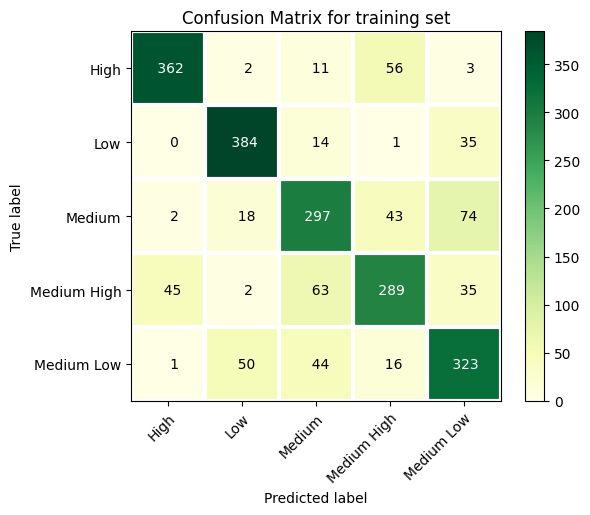 Confusion Matrix for training set
True label
High 362 2 11 56 3
Low 0 384 14 1 35
Medium 2 18 297 43 74
Medium High 45 2 63 289 35
Medium Low 1 50 44 16 323
High Low Medium Medium High Medium Low
Predicted label
350
300
250
200
150
100
50
0